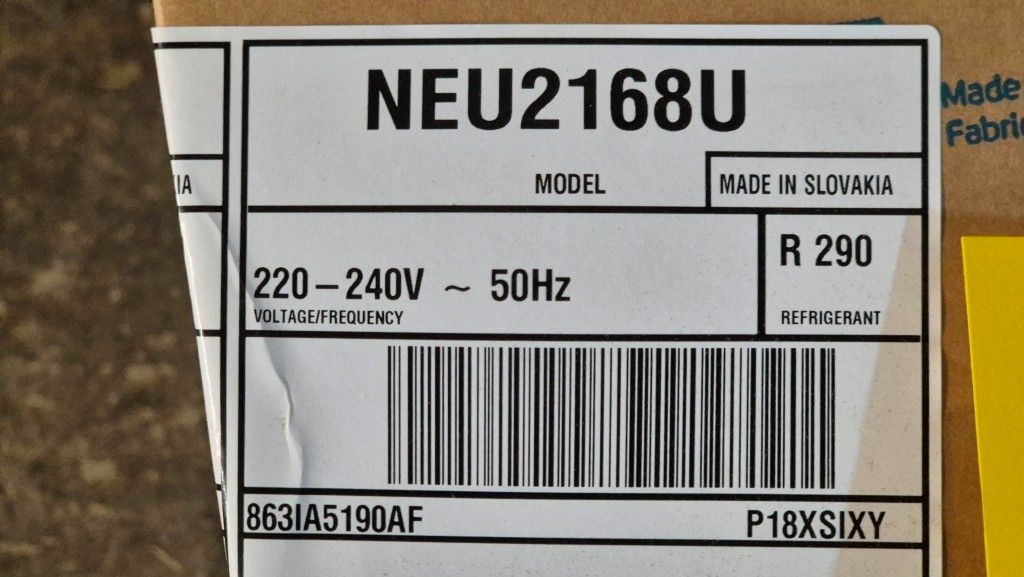 NEU2168U
MODEL
MADE IN SLOVAKIA
220–240V ~ 50Hz
VOLTAGE/FREQUENCY
R 290
REFRIGERANT
863IA5190AF
P18XSIXY
Made